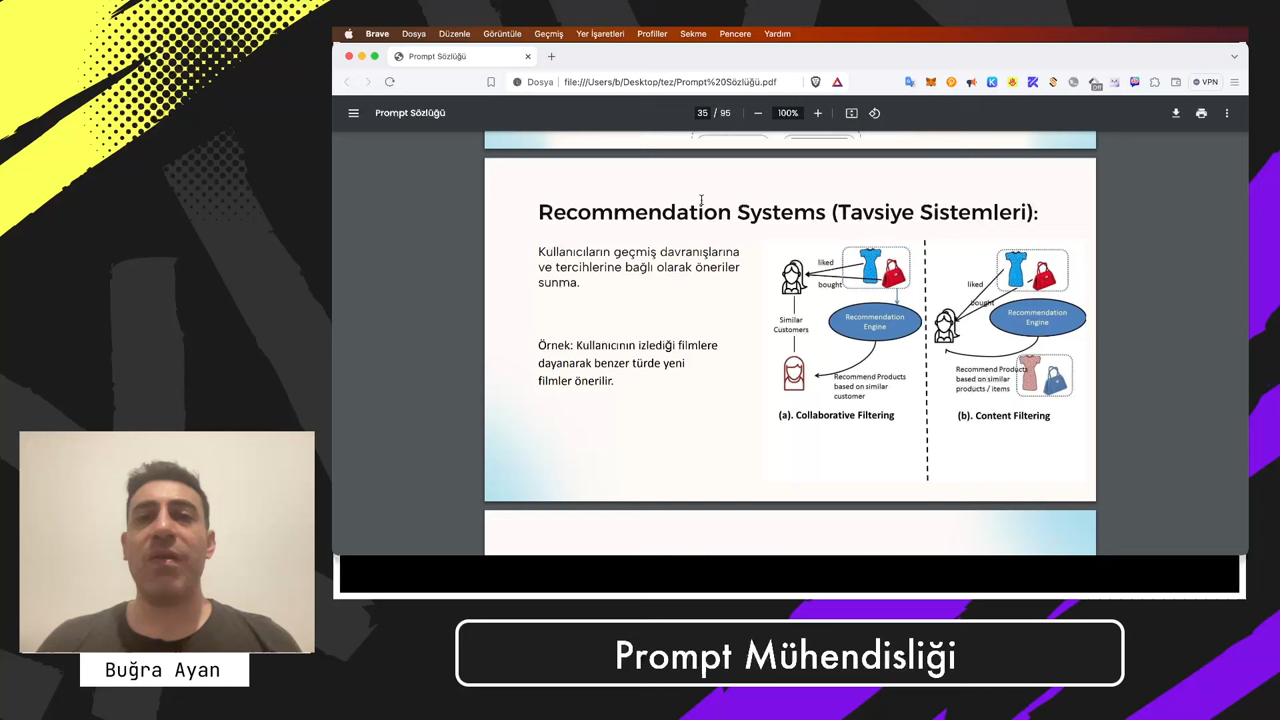 Brave Dosya Düzenle Görüntüle Geçmiş Yer İşaretleri Profiller Sekme Pencere Yardım
Prompt Sözlüğü
Dosya file:///Users/b/Desktop/tez/Prompt%20Sözlüğü.pdf
VPN
Prompt Sözlüğü
35 / 95
100%
Recommendation Systems (Tavsiye Sistemleri):
Kullanıcıların geçmiş davranışlarına
ve tercihlerine bağlı olarak öneriler
sunma.
Örnek: Kullanıcının izlediği filmlere
dayanarak benzer türde yeni
filmler önerilir.
liked
bought
Similar
Customers
Recommendation
Engine
Recommend Products
based on similar
customer
(a). Collaborative Filtering
liked
bought
Recommendation
Engine
Recommend Products
based on similar
products / items
(b). Content Filtering
Buğra Ayan
Prompt Mühendisliği